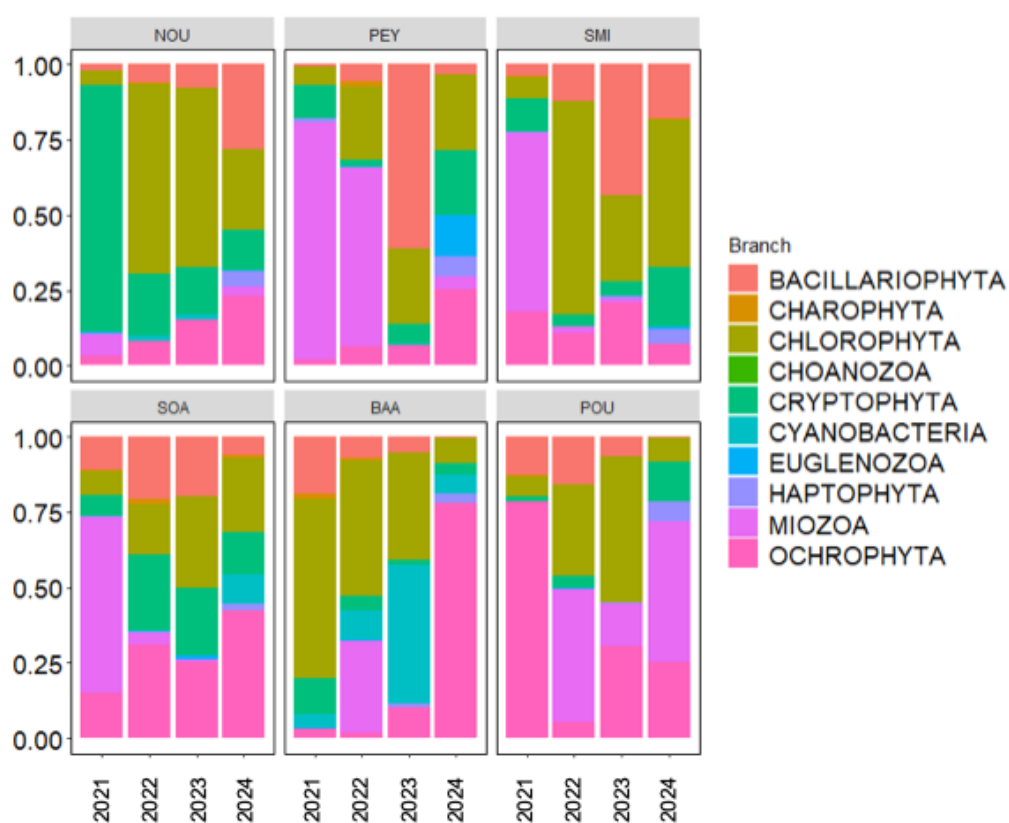 NOU PEY SMI
1.00
0.75
0.50
0.25
0.00
SOA BAA POU
1.00
0.75
0.50
0.25
0.00
2021 2022 2023 2024 2021 2022 2023 2024 2021 2022 2023 2024
Branch
BACILLARIOPHYTA
CHAROPHYTA
CHLOROPHYTA
CHOANOZOA
CRYPTOPHYTA
CYANOBACTERIA
EUGLENOZOA
HAPTOPHYTA
MIOZOA
OCHROPHYTA